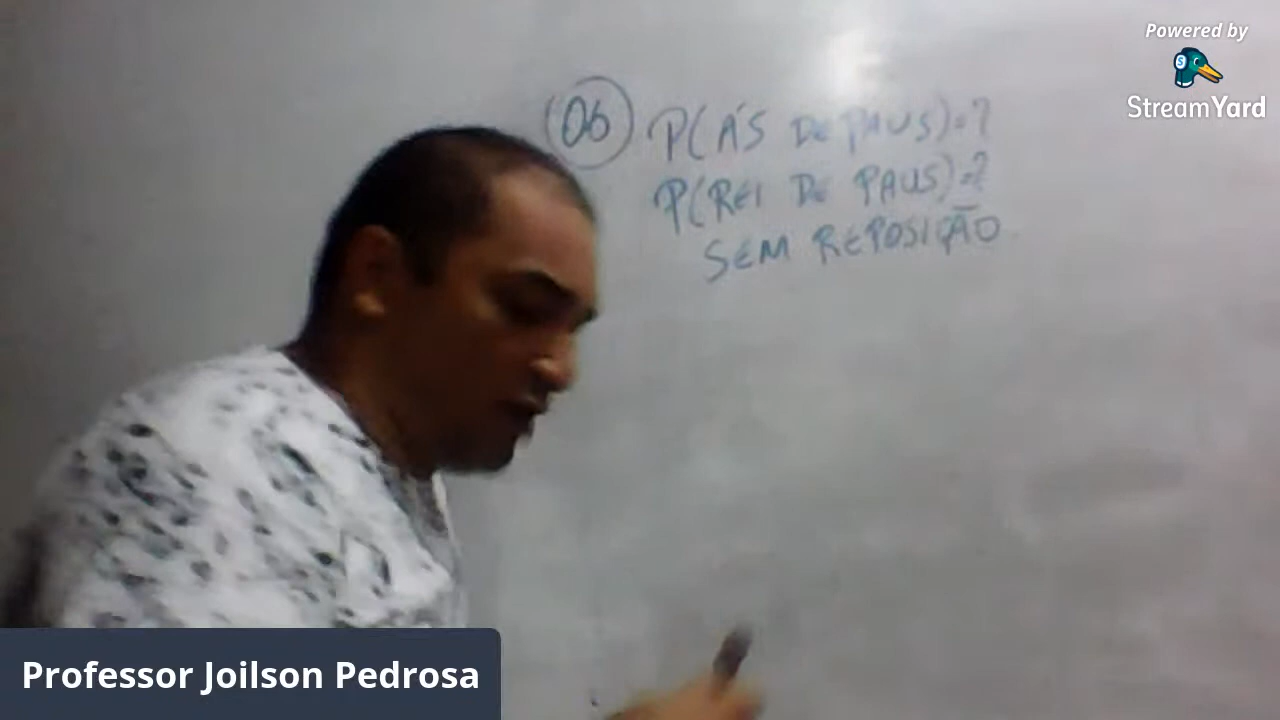 Powered by
StreamYard
06 P(ÁS DE PAUS)=?
P(REI DE PAUS)=?
SEM REPOSIÇÃO
Professor Joilson Pedrosa